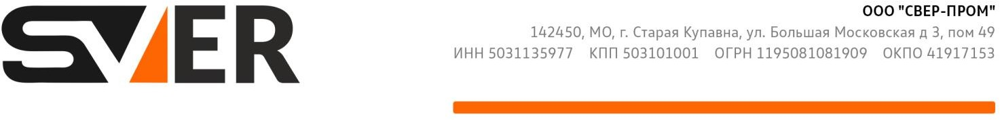 SVER
ООО "СВЕР-ПРОМ"
142450, МО, г. Старая Купавна, ул. Большая Московская д 3, пом 49
ИНН 5031135977 КПП 503101001 ОГРН 1195081081909 ОКПО 41917153